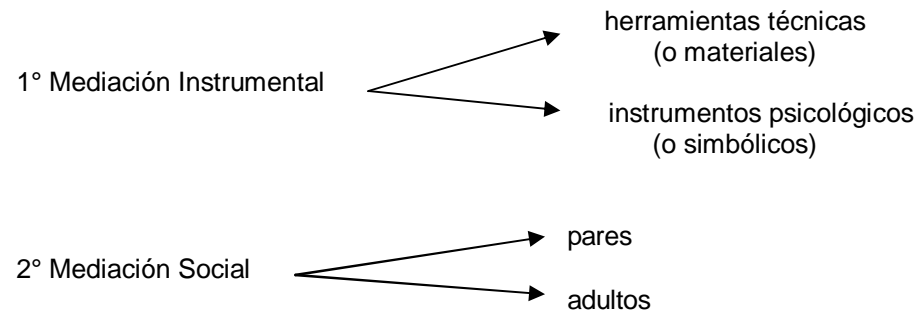 herramientas técnicas
(o materiales)
1° Mediación Instrumental
instrumentos psicológicos
(o simbólicos)
pares
2° Mediación Social
adultos